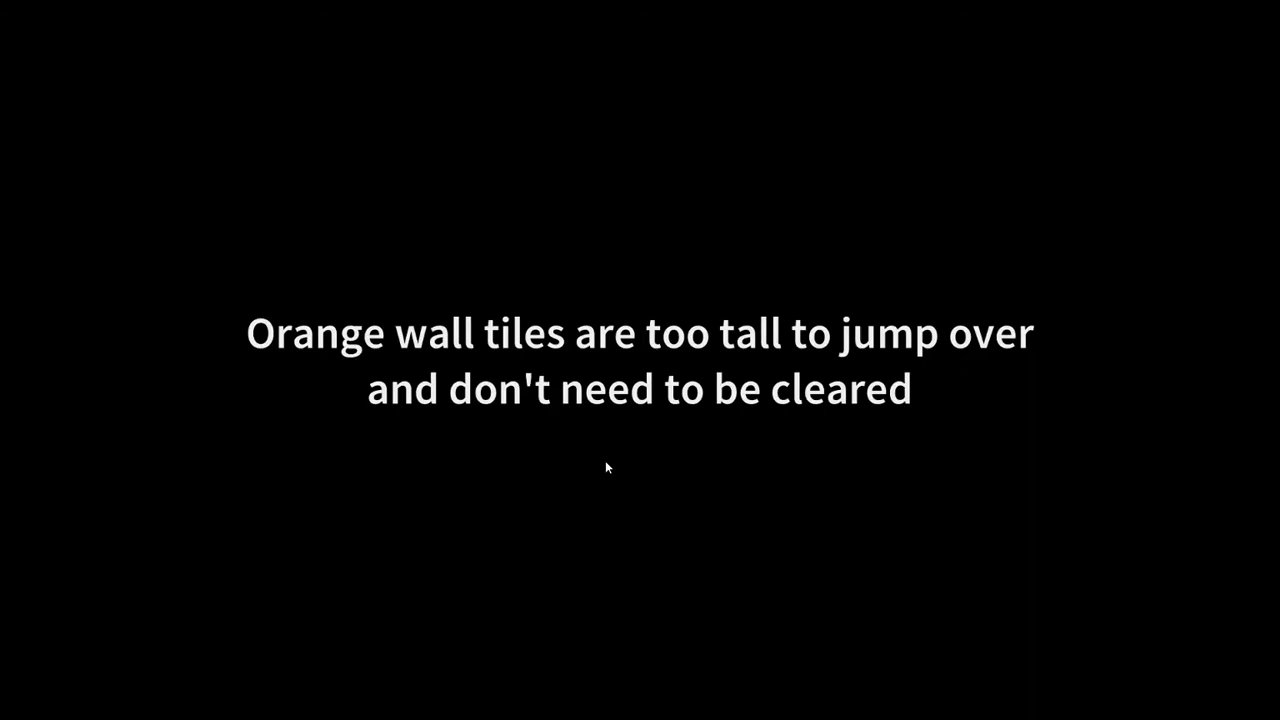 Orange wall tiles are too tall to jump over
and don't need to be cleared